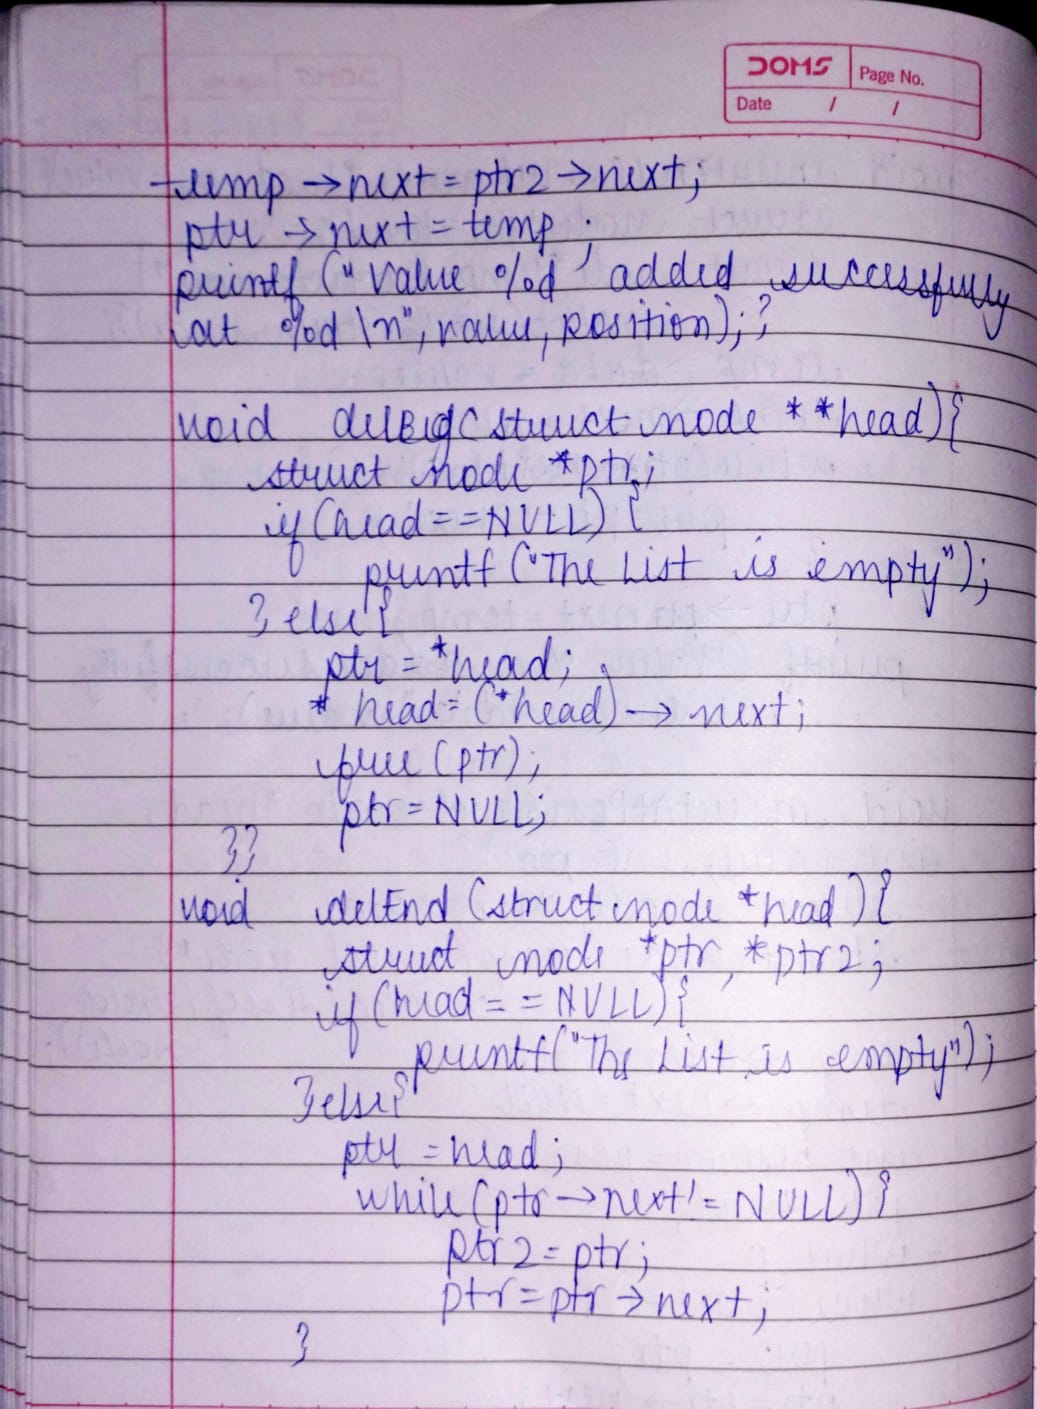 DOMS Page No.
Date / /
temp → next = ptr2 → next;
ptr → next = temp;
printf ("Value %d added successfully
at %d \n", value, position); }
void delBig( struct node **head){
struct node *ptr;
if (head == NULL) {
printf ("The List is empty");
} else{
ptr = *head;
* head = (*head) → next;
free (ptr);
ptr = NULL;
}}
void delEnd (struct node *head){
struct node *ptr, *ptr2;
if (head == NULL){
printf("The List is empty");
}else{
ptr = head;
while (ptr → next != NULL){
ptr2 = ptr;
ptr = ptr → next;
}